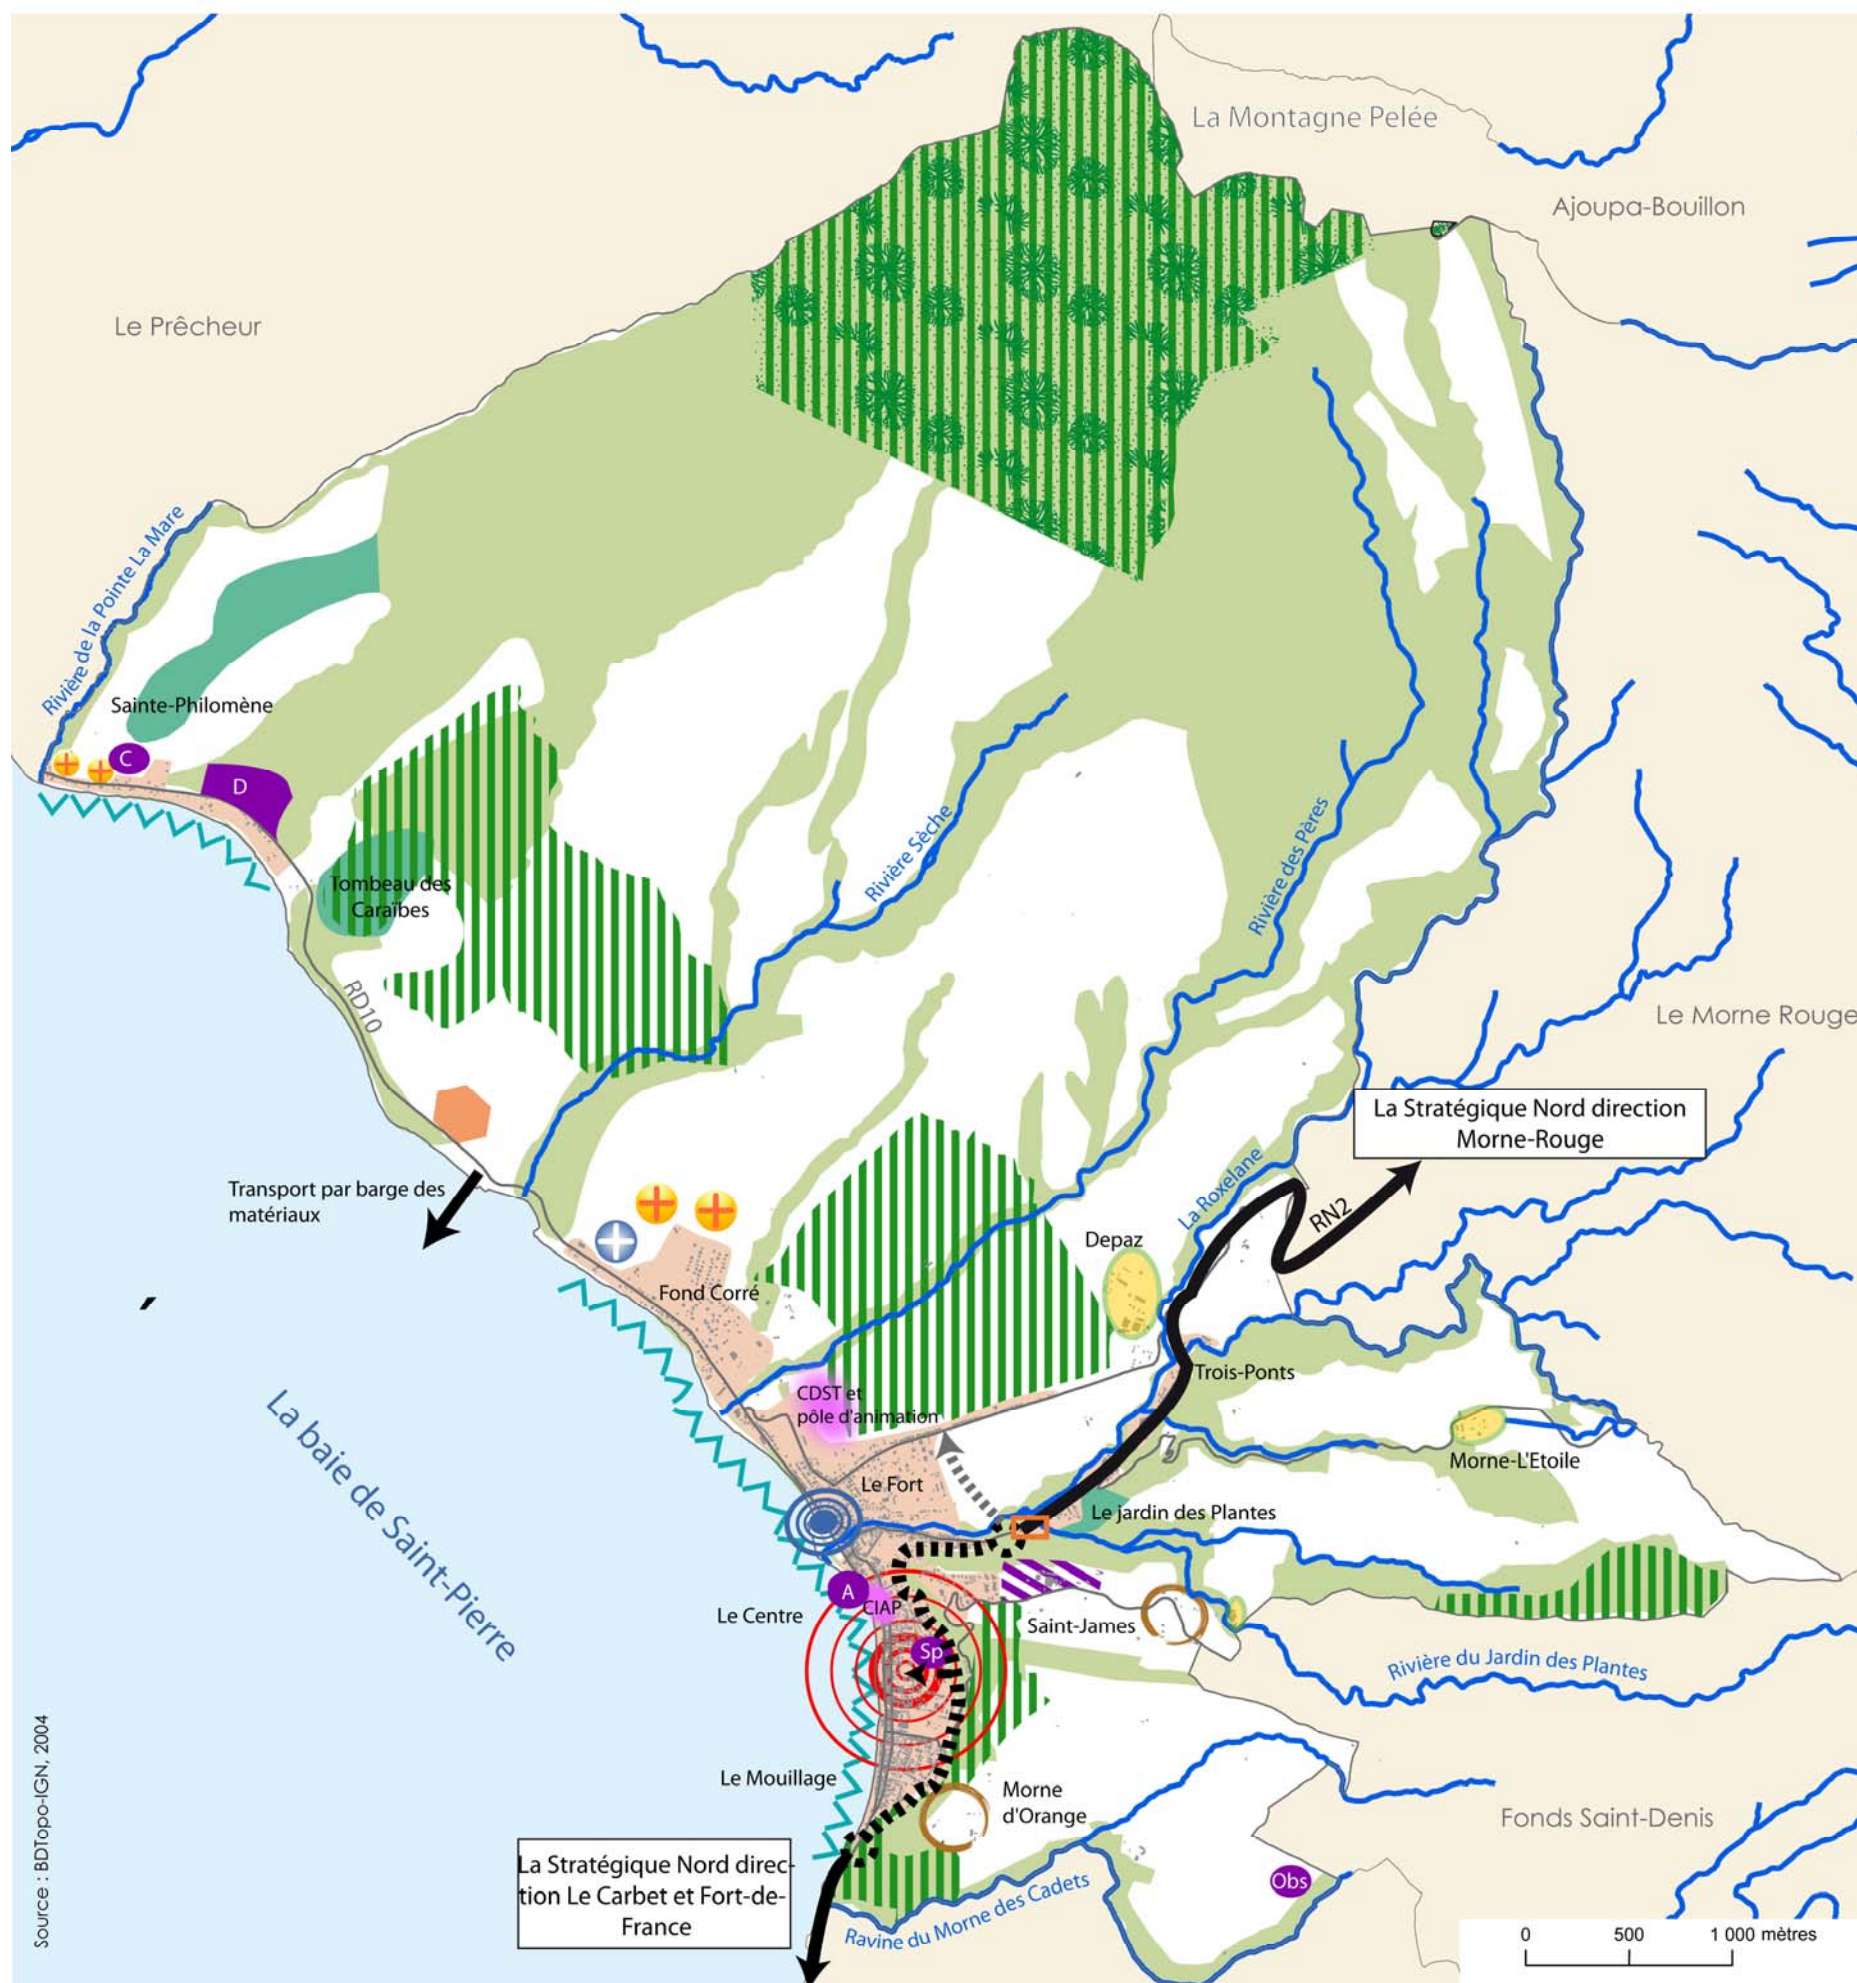 La Montagne Pelée
Ajoupa-Bouillon
Le Prêcheur
Rivière de la Pointe La Mare
Sainte-Philomène
C
D
Tombeau des
Caraïbes
Rivière Sèche
Rivière des Pères
RD10
Le Morne Rouge
La Stratégique Nord direction
Morne-Rouge
La Roxelane
RN2
Transport par barge des
matériaux
Depaz
Fond Corré
Trois-Ponts
CDST et
pôle d'animation
La baie de Saint-Pierre
Morne-L'Etoile
Le Fort
Le jardin des Plantes
A
CIAP
Le Centre
Saint-James
Sp
Rivière du Jardin des Plantes
Le Mouillage
Morne
d'Orange
Fonds Saint-Denis
La Stratégique Nord direc-
tion Le Carbet et Fort-de-
France
Obs
Ravine du Morne des Cadets
Source : BDTopo-IGN, 2004
0 500 1 000 mètres